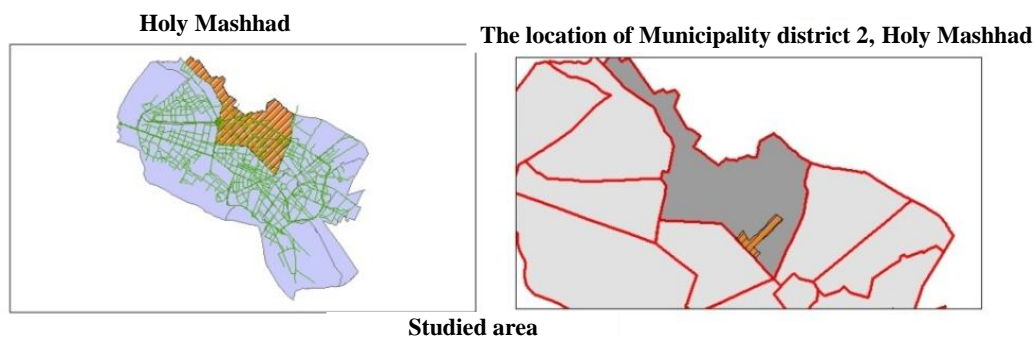 Holy Mashhad
The location of Municipality district 2, Holy Mashhad
Studied area